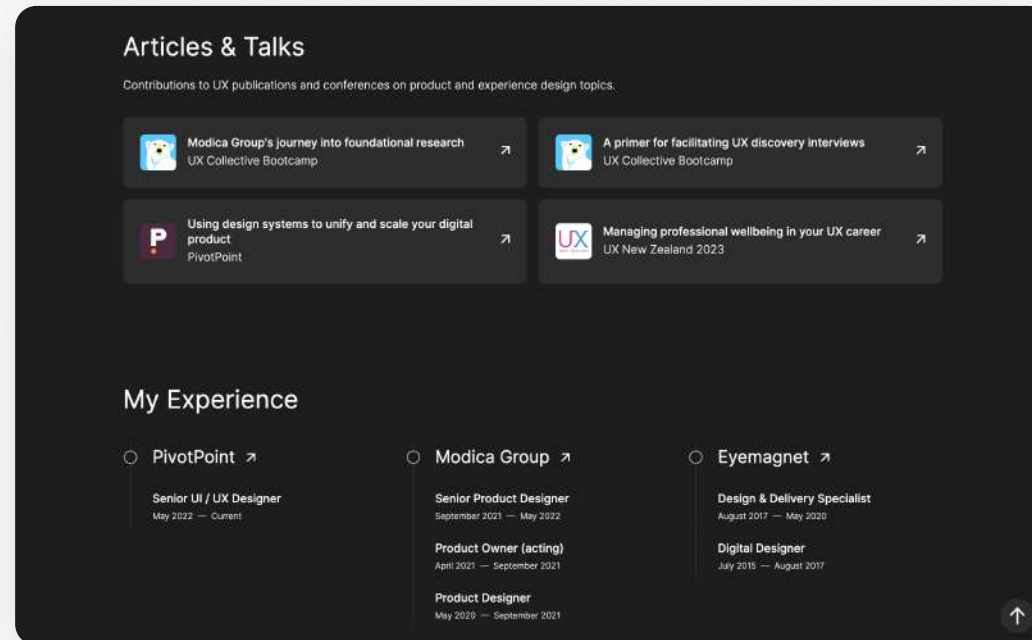 Articles & Talks
Contributions to UX publications and conferences on product and experience design topics.
Modica Group's journey into foundational research
UX Collective Bootcamp
A primer for facilitating UX discovery interviews
UX Collective Bootcamp
P
Using design systems to unify and scale your digital
product
PivotPoint
UX
Managing professional wellbeing in your UX career
UX New Zealand 2023
My Experience
PivotPoint
Senior UI / UX Designer
May 2022 — Current
Modica Group
Senior Product Designer
September 2021 — May 2022
Product Owner (acting)
April 2021 — September 2021
Product Designer
May 2020 — September 2021
Eyemagnet
Design & Delivery Specialist
August 2017 — May 2020
Digital Designer
July 2015 — August 2017